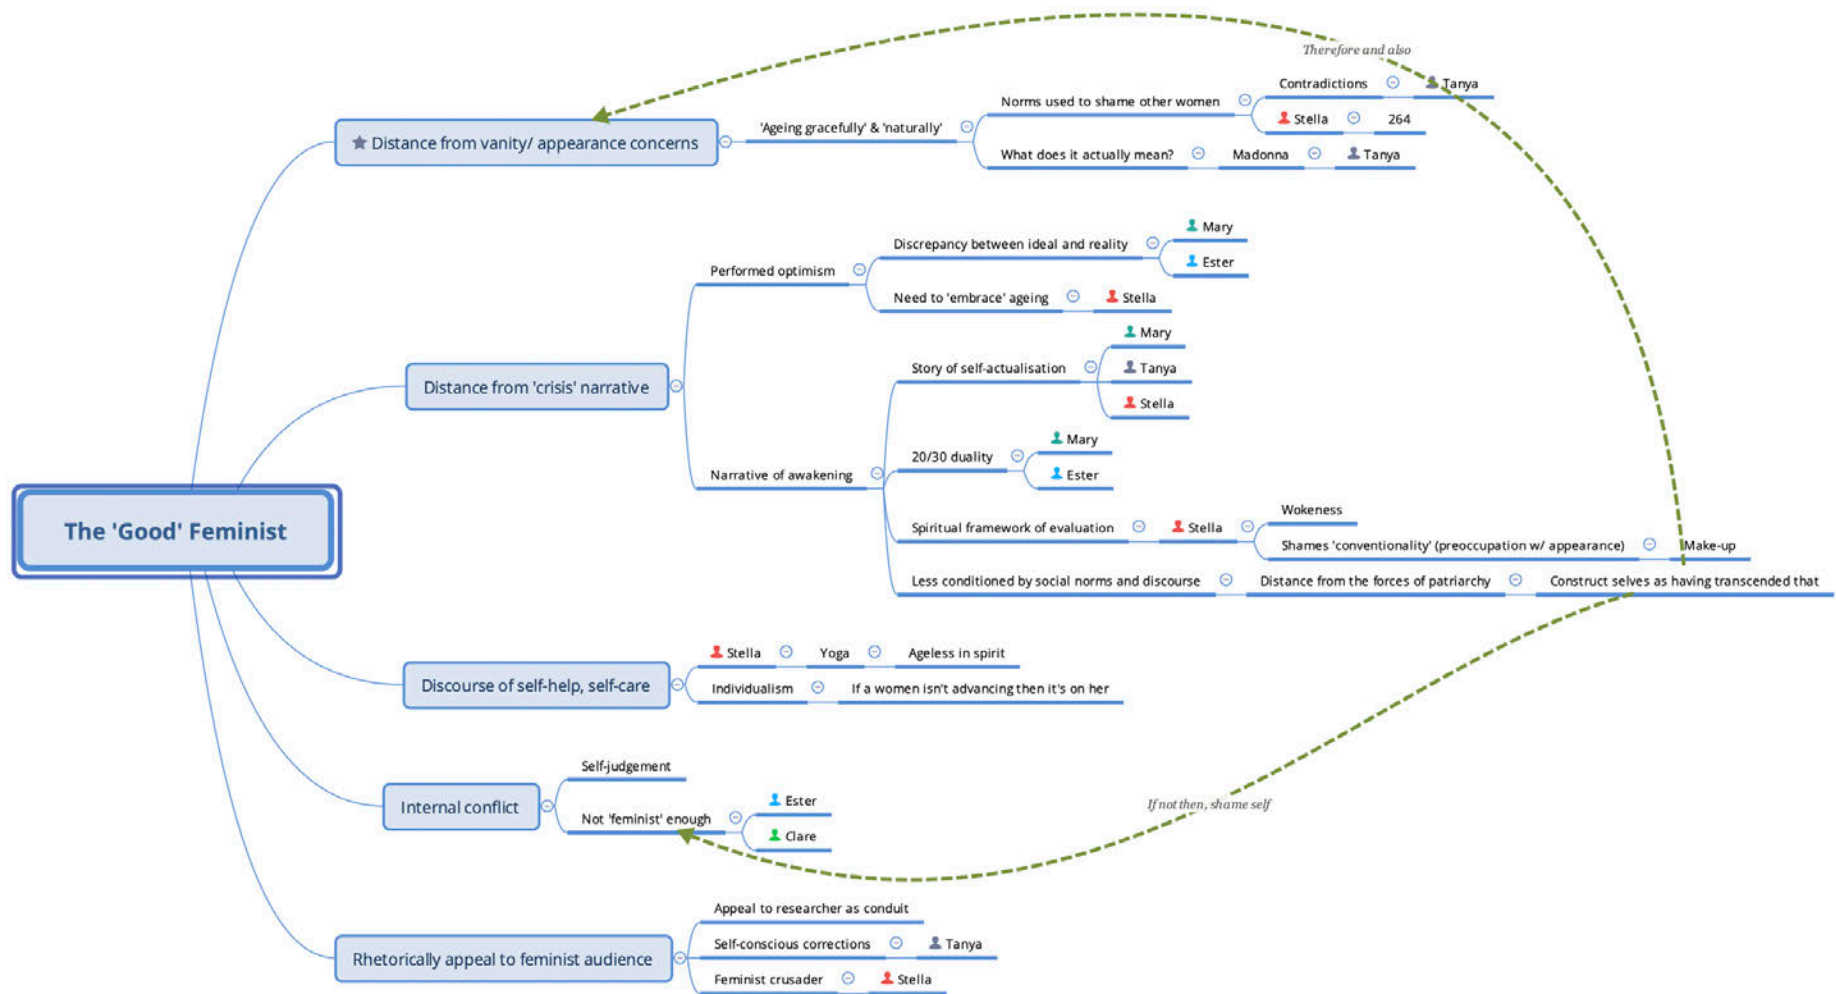 Therefore and also
Distance from vanity/ appearance concerns
'Ageing gracefully' & 'naturally'
Norms used to shame other women
Contradictions
Tanya
Stella
264
What does it actually mean?
Madonna
Tanya
Distance from 'crisis' narrative
Performed optimism
Discrepancy between ideal and reality
Mary
Ester
Need to 'embrace' ageing
Stella
Narrative of awakening
Story of self-actualisation
Mary
Tanya
Stella
20/30 duality
Mary
Ester
Spiritual framework of evaluation
Stella
Wokeness
Shames 'conventionality' (preoccupation w/ appearance)
Make-up
Less conditioned by social norms and discourse
Distance from the forces of patriarchy
Construct selves as having transcended that
The 'Good' Feminist
Discourse of self-help, self-care
Stella
Yoga
Ageless in spirit
Individualism
If a women isn't advancing then it's on her
Internal conflict
Self-judgement
Not 'feminist' enough
Ester
Clare
If not then, shame self
Rhetorically appeal to feminist audience
Appeal to researcher as conduit
Self-conscious corrections
Tanya
Feminist crusader
Stella